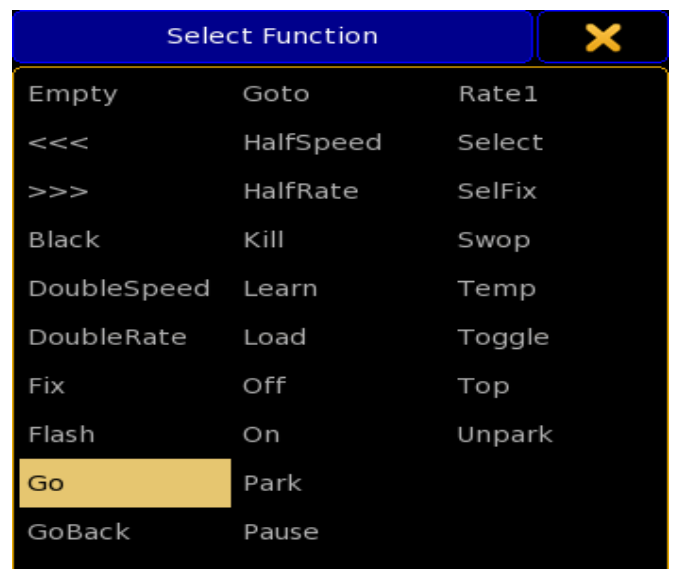 Select Function
Empty Goto Rate1
<<< HalfSpeed Select
>>> HalfRate SelFix
Black Kill Swop
DoubleSpeed Learn Temp
DoubleRate Load Toggle
Fix Off Top
Flash On Unpark
Go Park
GoBack Pause